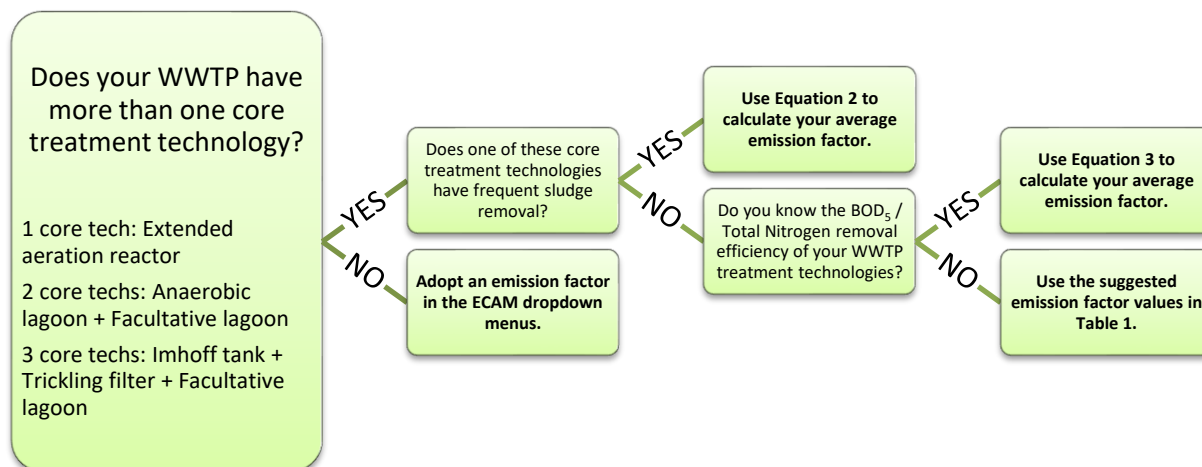 Does your WWTP have
more than one core
treatment technology?
1 core tech: Extended
aeration reactor
2 core techs: Anaerobic
lagoon + Facultative lagoon
3 core techs: Imhoff tank +
Trickling filter + Facultative
lagoon
YES
NO
Does one of these core
treatment technologies
have frequent sludge
removal?
Adopt an emission factor
in the ECAM dropdown
menus.
YES
NO
Use Equation 2 to
calculate your average
emission factor.
Do you know the BOD₅ /
Total Nitrogen removal
efficiency of your WWTP
treatment technologies?
YES
NO
Use Equation 3 to
calculate your average
emission factor.
Use the suggested
emission factor values in
Table 1.